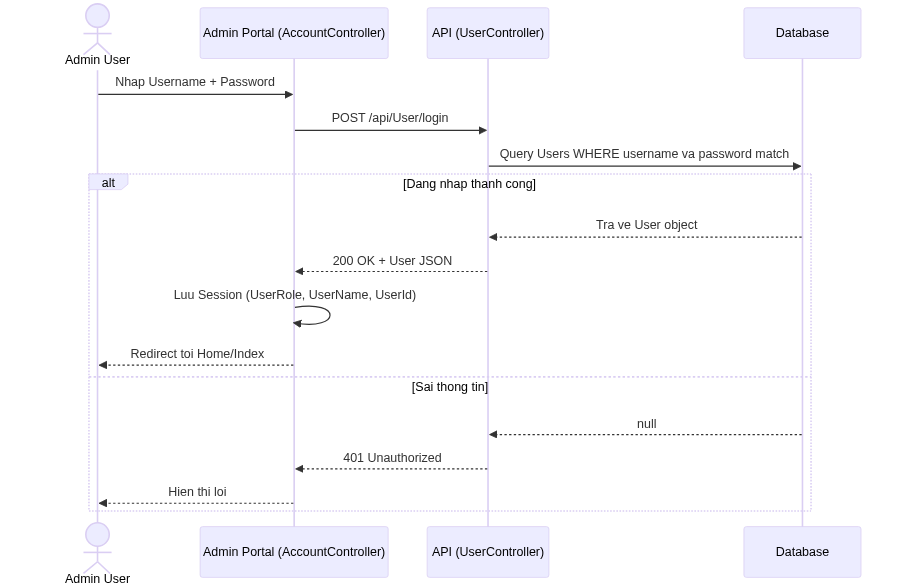 Admin Portal (AccountController)
API (UserController)
Database
Admin User
Nhap Username + Password
POST /api/User/login
Query Users WHERE username va password match
alt
[Dang nhap thanh cong]
Tra ve User object
200 OK + User JSON
Luu Session (UserRole, UserName, UserId)
Redirect toi Home/Index
[Sai thong tin]
null
401 Unauthorized
Hien thi loi
Admin Portal (AccountController)
API (UserController)
Database
Admin User